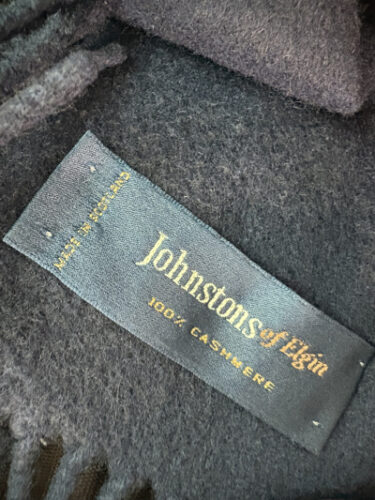 Johnstons of Elgin
100% CASHMERE
MADE IN SCOTLAND